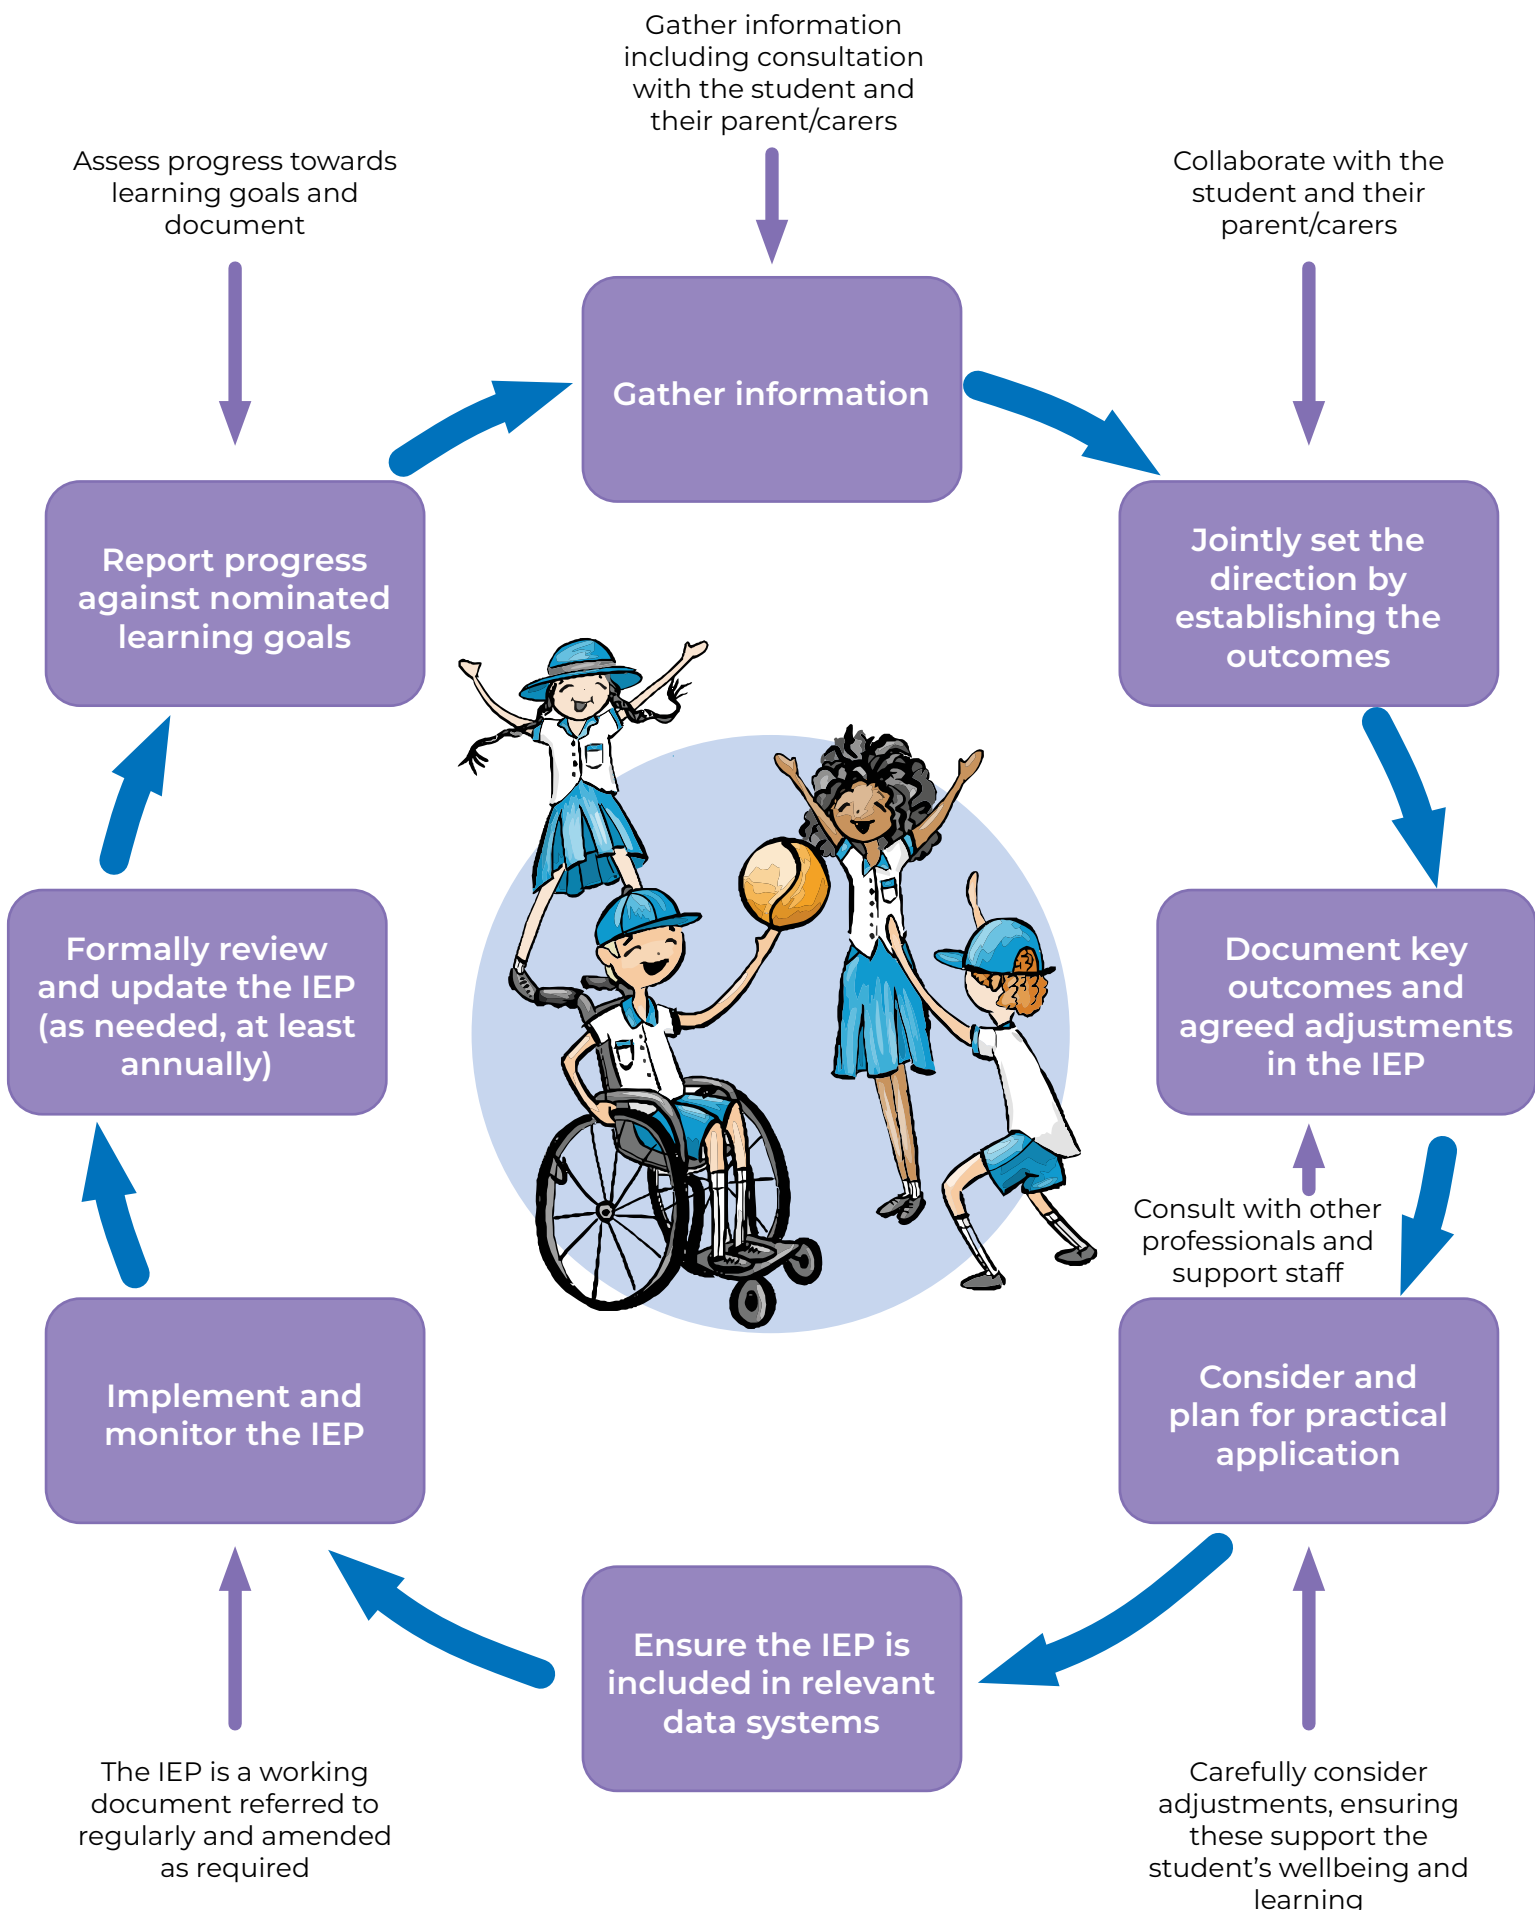 Gather information
including consultation
with the student and
their parent/carers
Assess progress towards
learning goals and
document
Collaborate with the
student and their
parent/carers
Gather information
Report progress
against nominated
learning goals
Jointly set the
direction by
establishing the
outcomes
Formally review
and update the IEP
(as needed, at least
annually)
Document key
outcomes and
agreed adjustments
in the IEP
Consult with other
professionals and
support staff
Implement and
monitor the IEP
Consider and
plan for practical
application
Ensure the IEP is
included in relevant
data systems
The IEP is a working
document referred to
regularly and amended
as required
Carefully consider
adjustments, ensuring
these support the
student’s wellbeing and
learning